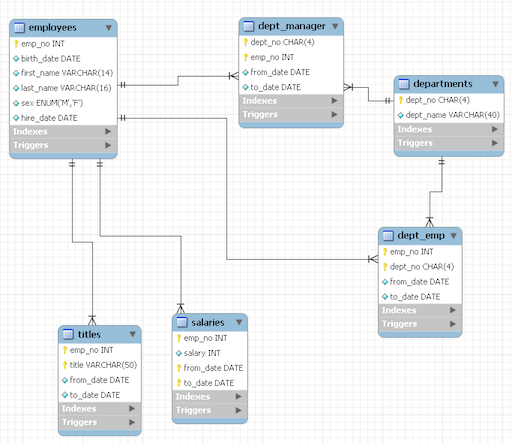 employees
emp_no INT
birth_date DATE
first_name VARCHAR(14)
last_name VARCHAR(16)
sex ENUM('M','F')
hire_date DATE
Indexes
Triggers
dept_manager
dept_no CHAR(4)
emp_no INT
from_date DATE
to_date DATE
Indexes
Triggers
departments
dept_no CHAR(4)
dept_name VARCHAR(40)
Indexes
Triggers
dept_emp
emp_no INT
dept_no CHAR(4)
from_date DATE
to_date DATE
Indexes
Triggers
titles
emp_no INT
title VARCHAR(50)
from_date DATE
to_date DATE
Indexes
Triggers
salaries
emp_no INT
salary INT
from_date DATE
to_date DATE
Indexes
Triggers